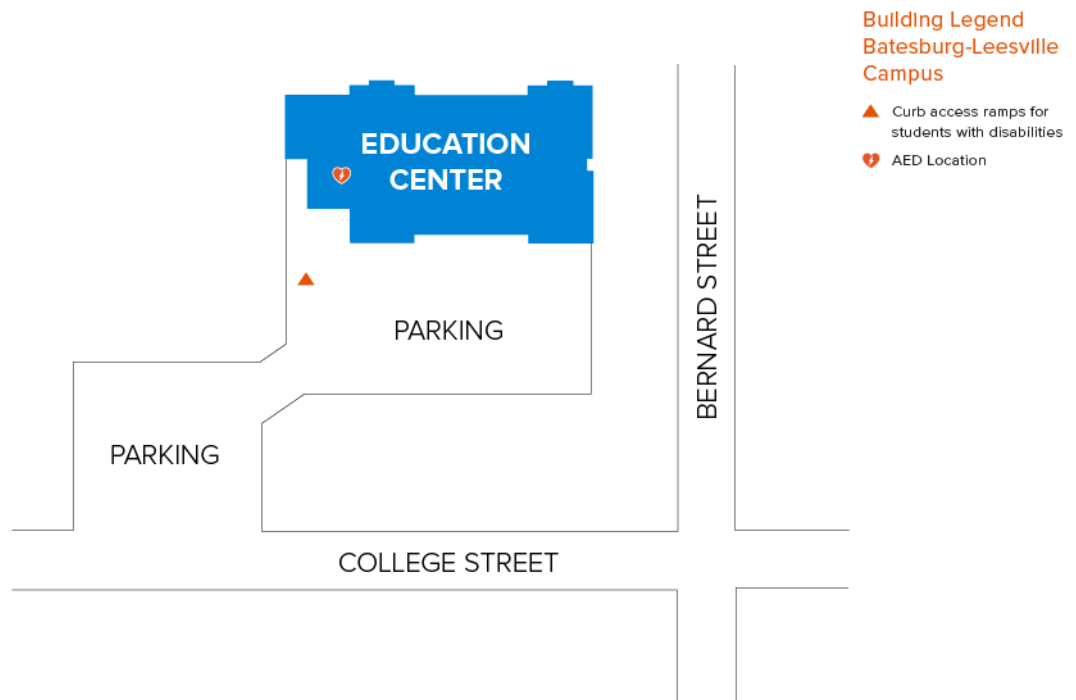 Building Legend
Batesburg-Leesville
Campus
Curb access ramps for
students with disabilities
AED Location
EDUCATION
CENTER
PARKING
BERNARD STREET
PARKING
COLLEGE STREET